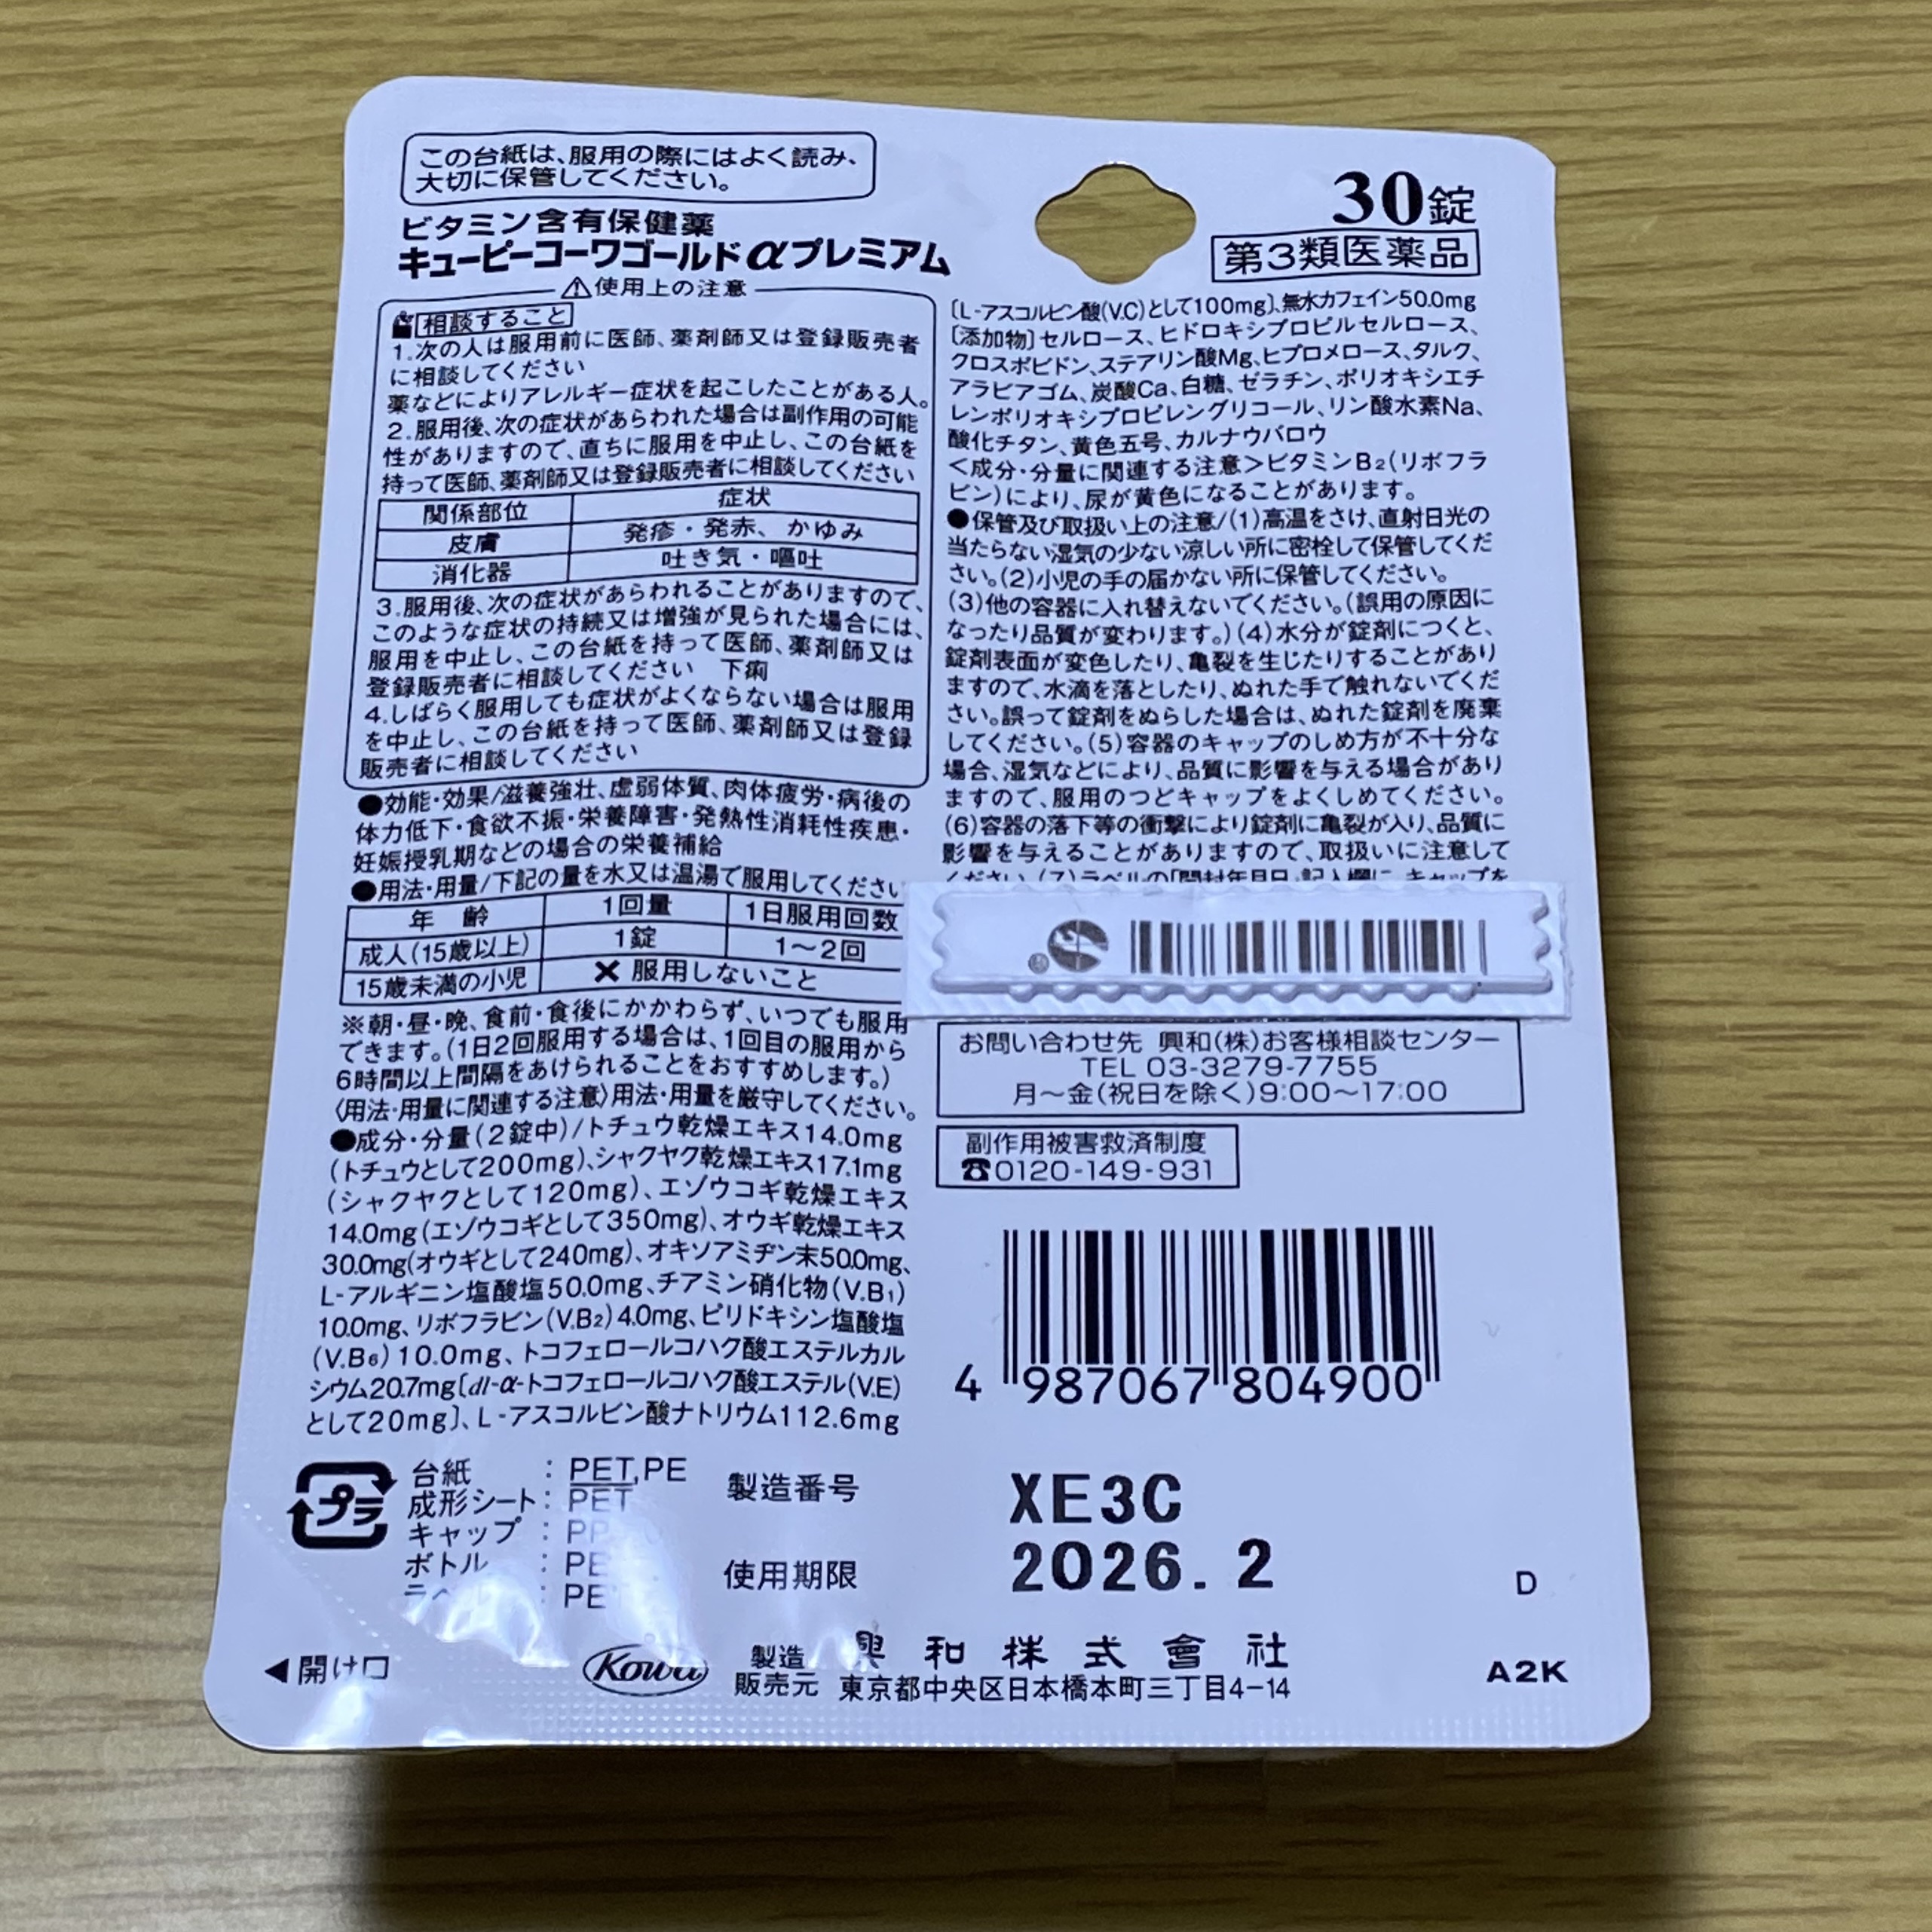 この台紙は、服用の際にはよく読み、
大切に保管してください。
ビタミン含有保健薬
キューピーコーワゴールドαプレミアム
30錠
第3類医薬品
使用上の注意
相談すること
1.次の人は服用前に医師、薬剤師又は登録販売者
に相談してください
薬などによりアレルギー症状を起こしたことがある人。
2.服用後、次の症状があらわれた場合は副作用の可能
性がありますので、直ちに服用を中止し、この台紙を
持って医師、薬剤師又は登録販売者に相談してください
関係部位 症状
皮膚 発疹・発赤、かゆみ
消化器 吐き気・嘔吐
3.服用後、次の症状があらわれることがありますので、
このような症状の持続又は増強が見られた場合には、
服用を中止し、この台紙を持って医師、薬剤師又は
登録販売者に相談してください 下痢
4.しばらく服用しても症状がよくならない場合は服用
を中止し、この台紙を持って医師、薬剤師又は登録
販売者に相談してください
●効能・効果/滋養強壮、虚弱体質、肉体疲労・病後の
体力低下・食欲不振・栄養障害・発熱性消耗性疾患・
妊娠授乳期などの場合の栄養補給
●用法・用量/下記の量を水又は温湯で服用してください
年 齢 1回量 1日服用回数
成人(15歳以上) 1錠 1～2回
15歳未満の小児 ×服用しないこと
※朝・昼・晩、食前・食後にかかわらず、いつでも服用
できます。(1日2回服用する場合は、1回目の服用から
6時間以上間隔をあけられることをおすすめします。)
〈用法・用量に関連する注意〉用法・用量を厳守してください。
●成分・分量(2錠中)/トチュウ乾燥エキス14.0mg
(トチュウとして200mg)、シャクヤク乾燥エキス17.1mg
(シャクヤクとして120mg)、エゾウコギ乾燥エキス
14.0mg(エゾウコギとして350mg)、オウギ乾燥エキス
30.0mg(オウギとして240mg)、オキソアミヂン末50.0mg、
L-アルギニン塩酸塩50.0mg、チアミン硝化物(V.B1)
10.0mg、リボフラビン(V.B2)4.0mg、ピリドキシン塩酸塩
(V.B6)10.0mg、トコフェロールコハク酸エステルカル
シウム20.7mg〔dl-α-トコフェロールコハク酸エステル(V.E)
として20mg〕、L-アスコルビン酸ナトリウム112.6mg
〔L-アスコルビン酸(V.C)として100mg〕、無水カフェイン50.0mg
〔添加物〕セルロース、ヒドロキシプロピルセルロース、
クロスポビドン、ステアリン酸Mg、ヒプロメロース、タルク、
アラビアゴム、炭酸Ca、白糖、ゼラチン、ポリオキシエチ
レンポリオキシプロピレングリコール、リン酸水素Na、
酸化チタン、黄色五号、カルナウバロウ
＜成分・分量に関連する注意＞ビタミンB2(リボフラ
ビン)により、尿が黄色になることがあります。
●保管及び取扱い上の注意/(1)高温をさけ、直射日光の
当たらない湿気の少ない涼しい所に密栓して保管してくだ
さい。(2)小児の手の届かない所に保管してください。
(3)他の容器に入れ替えないでください。(誤用の原因に
なったり品質が変わります。)(4)水分が錠剤につくと、
錠剤表面が変色したり、亀裂を生じたりすることがあり
ますので、水滴を落としたり、ぬれた手で触れないでくだ
さい。誤って錠剤をぬらした場合は、ぬれた錠剤を廃棄
してください。(5)容器のキャップのしめ方が不十分な
場合、湿気などにより、品質に影響を与える場合があり
ますので、服用のつどキャップをよくしめてください。
(6)容器の落下等の衝撃により錠剤に亀裂が入り、品質に
影響を与えることがありますので、取扱いに注意して
ください。(7)ラベルの「開封年月日」記入欄に、キャップを
お問い合わせ先 興和(株)お客様相談センター
TEL 03-3279-7755
月～金(祝日を除く)9:00～17:00
副作用被害救済制度
☎0120-149-931
4 987067 804900
プラ
台紙 : PET,PE
成形シート: PET
キャップ : PP
ボトル : PE
: PE
製造番号 XE3C
使用期限 2026.2
D
◀開け口
Kowa
製造
販売元
興和株式會社
東京都中央区日本橋本町三丁目4-14
A2K